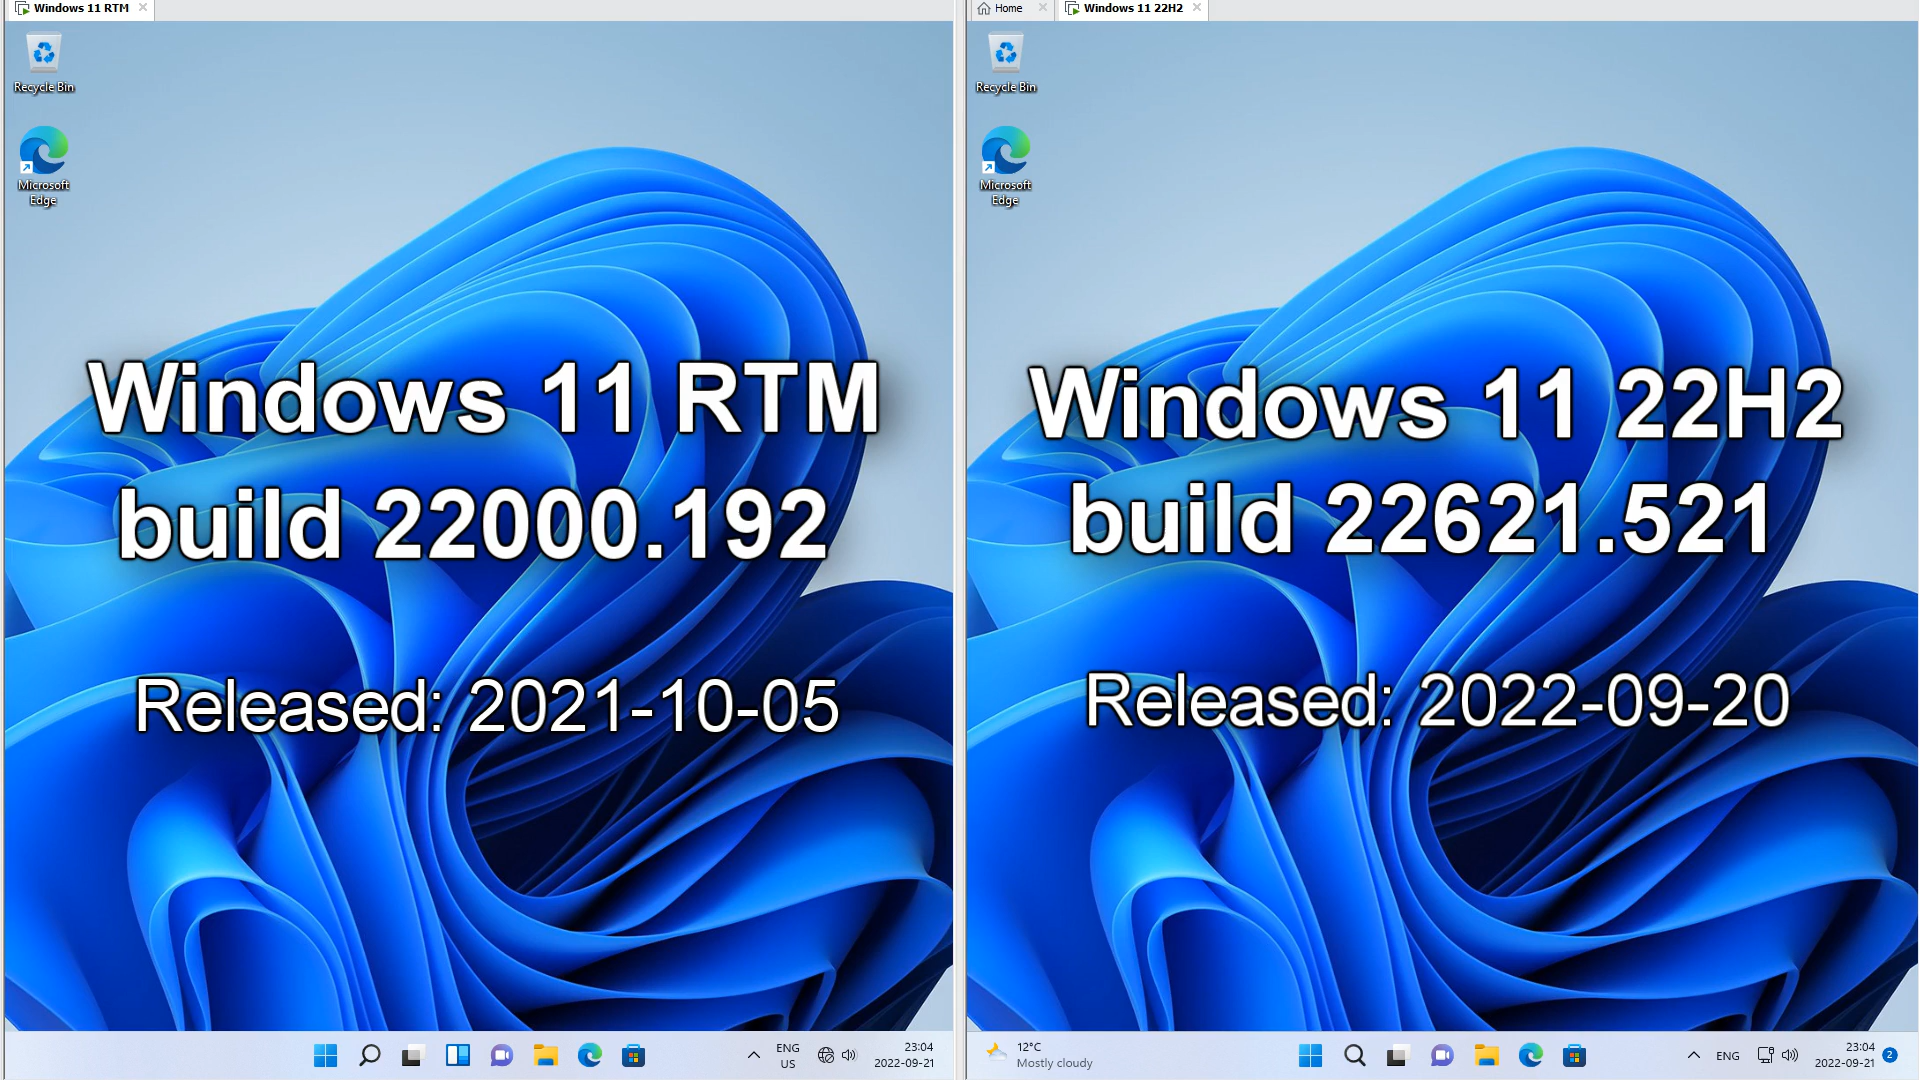 Windows 11 RTM
Recycle Bin
Microsoft
Edge
Windows 11 RTM
build 22000.192
Released: 2021-10-05
ENG
US
23:04
2022-09-21
Home
Windows 11 22H2
Recycle Bin
Microsoft
Edge
Windows 11 22H2
build 22621.521
Released: 2022-09-20
12°C
Mostly cloudy
ENG
23:04
2022-09-21
2